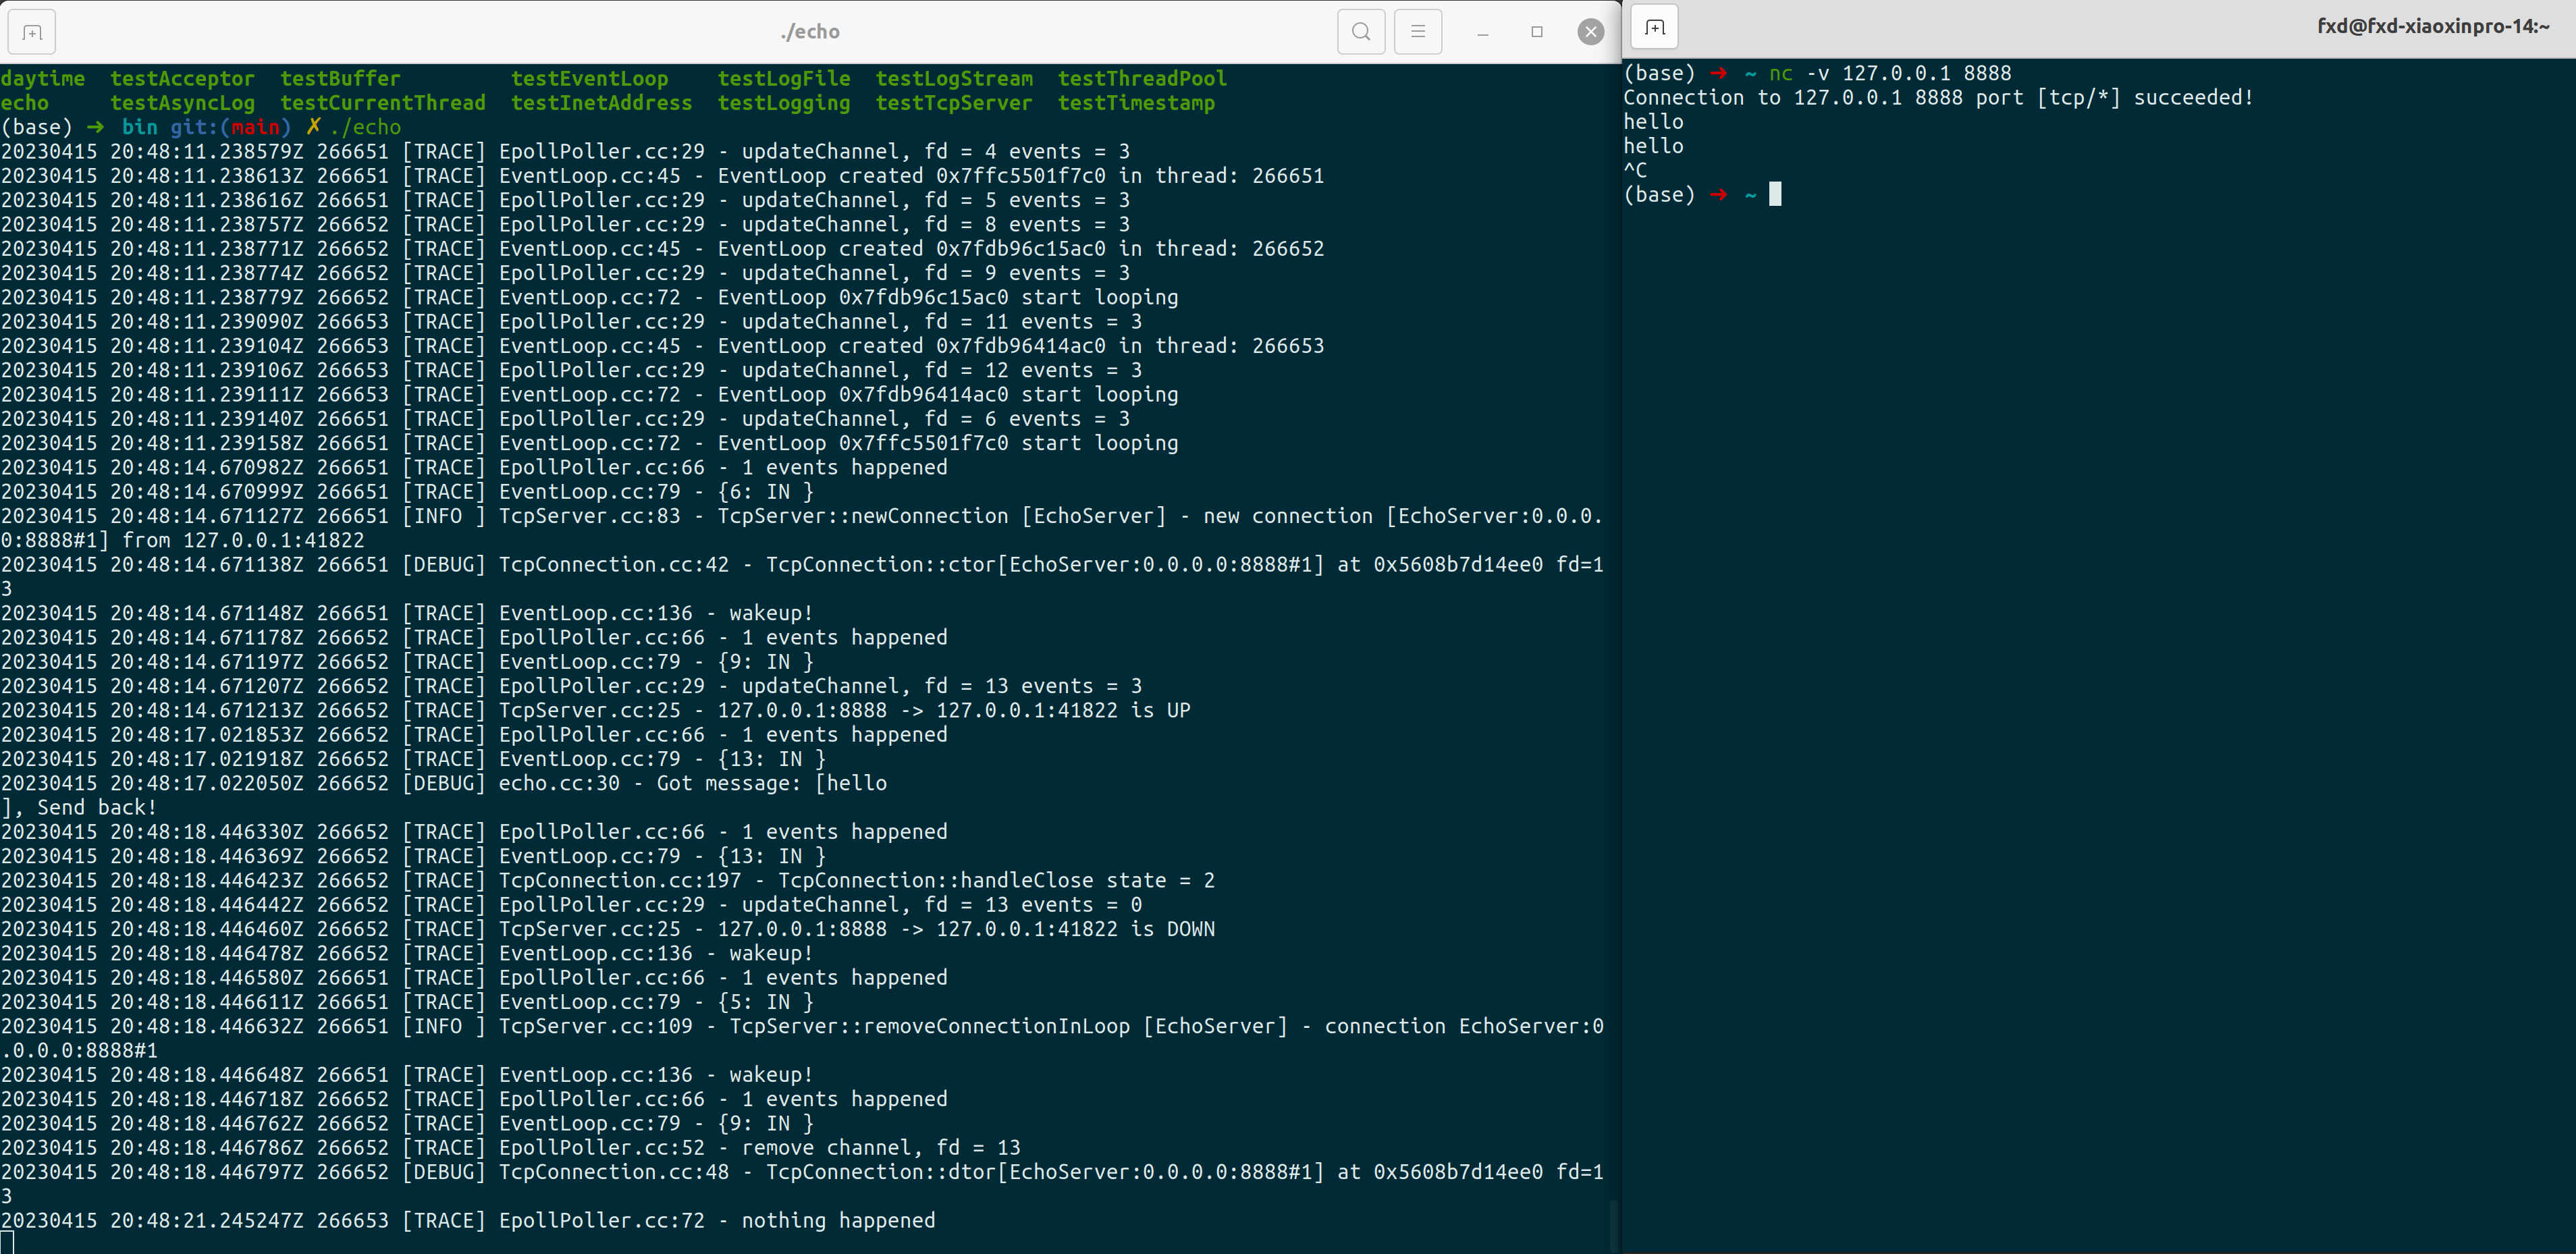 ./echo
daytime testAcceptor testBuffer testEventLoop testLogFile testLogStream testThreadPool
echo testAsyncLog testCurrentThread testInetAddress testLogging testTcpServer testTimestamp
(base) ➜ bin git:(main) ✗ ./echo
20230415 20:48:11.238579Z 266651 [TRACE] EpollPoller.cc:29 - updateChannel, fd = 4 events = 3
20230415 20:48:11.238613Z 266651 [TRACE] EventLoop.cc:45 - EventLoop created 0x7ffc5501f7c0 in thread: 266651
20230415 20:48:11.238616Z 266651 [TRACE] EpollPoller.cc:29 - updateChannel, fd = 5 events = 3
20230415 20:48:11.238757Z 266652 [TRACE] EpollPoller.cc:29 - updateChannel, fd = 8 events = 3
20230415 20:48:11.238771Z 266652 [TRACE] EventLoop.cc:45 - EventLoop created 0x7fdb96c15ac0 in thread: 266652
20230415 20:48:11.238774Z 266652 [TRACE] EpollPoller.cc:29 - updateChannel, fd = 9 events = 3
20230415 20:48:11.238779Z 266652 [TRACE] EventLoop.cc:72 - EventLoop 0x7fdb96c15ac0 start looping
20230415 20:48:11.239090Z 266653 [TRACE] EpollPoller.cc:29 - updateChannel, fd = 11 events = 3
20230415 20:48:11.239104Z 266653 [TRACE] EventLoop.cc:45 - EventLoop created 0x7fdb96414ac0 in thread: 266653
20230415 20:48:11.239106Z 266653 [TRACE] EpollPoller.cc:29 - updateChannel, fd = 12 events = 3
20230415 20:48:11.239111Z 266653 [TRACE] EventLoop.cc:72 - EventLoop 0x7fdb96414ac0 start looping
20230415 20:48:11.239140Z 266651 [TRACE] EpollPoller.cc:29 - updateChannel, fd = 6 events = 3
20230415 20:48:11.239158Z 266651 [TRACE] EventLoop.cc:72 - EventLoop 0x7ffc5501f7c0 start looping
20230415 20:48:14.670982Z 266651 [TRACE] EpollPoller.cc:66 - 1 events happened
20230415 20:48:14.670999Z 266651 [TRACE] EventLoop.cc:79 - {6: IN }
20230415 20:48:14.671127Z 266651 [INFO ] TcpServer.cc:83 - TcpServer::newConnection [EchoServer] - new connection [EchoServer:0.0.0.
0:8888#1] from 127.0.0.1:41822
20230415 20:48:14.671138Z 266651 [DEBUG] TcpConnection.cc:42 - TcpConnection::ctor[EchoServer:0.0.0.0:8888#1] at 0x5608b7d14ee0 fd=1
3
20230415 20:48:14.671148Z 266651 [TRACE] EventLoop.cc:136 - wakeup!
20230415 20:48:14.671178Z 266652 [TRACE] EpollPoller.cc:66 - 1 events happened
20230415 20:48:14.671197Z 266652 [TRACE] EventLoop.cc:79 - {9: IN }
20230415 20:48:14.671207Z 266652 [TRACE] EpollPoller.cc:29 - updateChannel, fd = 13 events = 3
20230415 20:48:14.671213Z 266652 [TRACE] TcpServer.cc:25 - 127.0.0.1:8888 -> 127.0.0.1:41822 is UP
20230415 20:48:17.021853Z 266652 [TRACE] EpollPoller.cc:66 - 1 events happened
20230415 20:48:17.021918Z 266652 [TRACE] EventLoop.cc:79 - {13: IN }
20230415 20:48:17.022050Z 266652 [DEBUG] echo.cc:30 - Got message: [hello
], Send back!
20230415 20:48:18.446330Z 266652 [TRACE] EpollPoller.cc:66 - 1 events happened
20230415 20:48:18.446369Z 266652 [TRACE] EventLoop.cc:79 - {13: IN }
20230415 20:48:18.446423Z 266652 [TRACE] TcpConnection.cc:197 - TcpConnection::handleClose state = 2
20230415 20:48:18.446442Z 266652 [TRACE] EpollPoller.cc:29 - updateChannel, fd = 13 events = 0
20230415 20:48:18.446460Z 266652 [TRACE] TcpServer.cc:25 - 127.0.0.1:8888 -> 127.0.0.1:41822 is DOWN
20230415 20:48:18.446478Z 266652 [TRACE] EventLoop.cc:136 - wakeup!
20230415 20:48:18.446580Z 266651 [TRACE] EpollPoller.cc:66 - 1 events happened
20230415 20:48:18.446611Z 266651 [TRACE] EventLoop.cc:79 - {5: IN }
20230415 20:48:18.446632Z 266651 [INFO ] TcpServer.cc:109 - TcpServer::removeConnectionInLoop [EchoServer] - connection EchoServer:0
.0.0.0:8888#1
20230415 20:48:18.446648Z 266651 [TRACE] EventLoop.cc:136 - wakeup!
20230415 20:48:18.446718Z 266652 [TRACE] EpollPoller.cc:66 - 1 events happened
20230415 20:48:18.446762Z 266652 [TRACE] EventLoop.cc:79 - {9: IN }
20230415 20:48:18.446786Z 266652 [TRACE] EpollPoller.cc:52 - remove channel, fd = 13
20230415 20:48:18.446797Z 266652 [DEBUG] TcpConnection.cc:48 - TcpConnection::dtor[EchoServer:0.0.0.0:8888#1] at 0x5608b7d14ee0 fd=1
3
20230415 20:48:21.245247Z 266653 [TRACE] EpollPoller.cc:72 - nothing happened
fxd@fxd-xiaoxinpro-14:~
(base) ➜ ~ nc -v 127.0.0.1 8888
Connection to 127.0.0.1 8888 port [tcp/*] succeeded!
hello
hello
^C
(base) ➜ ~